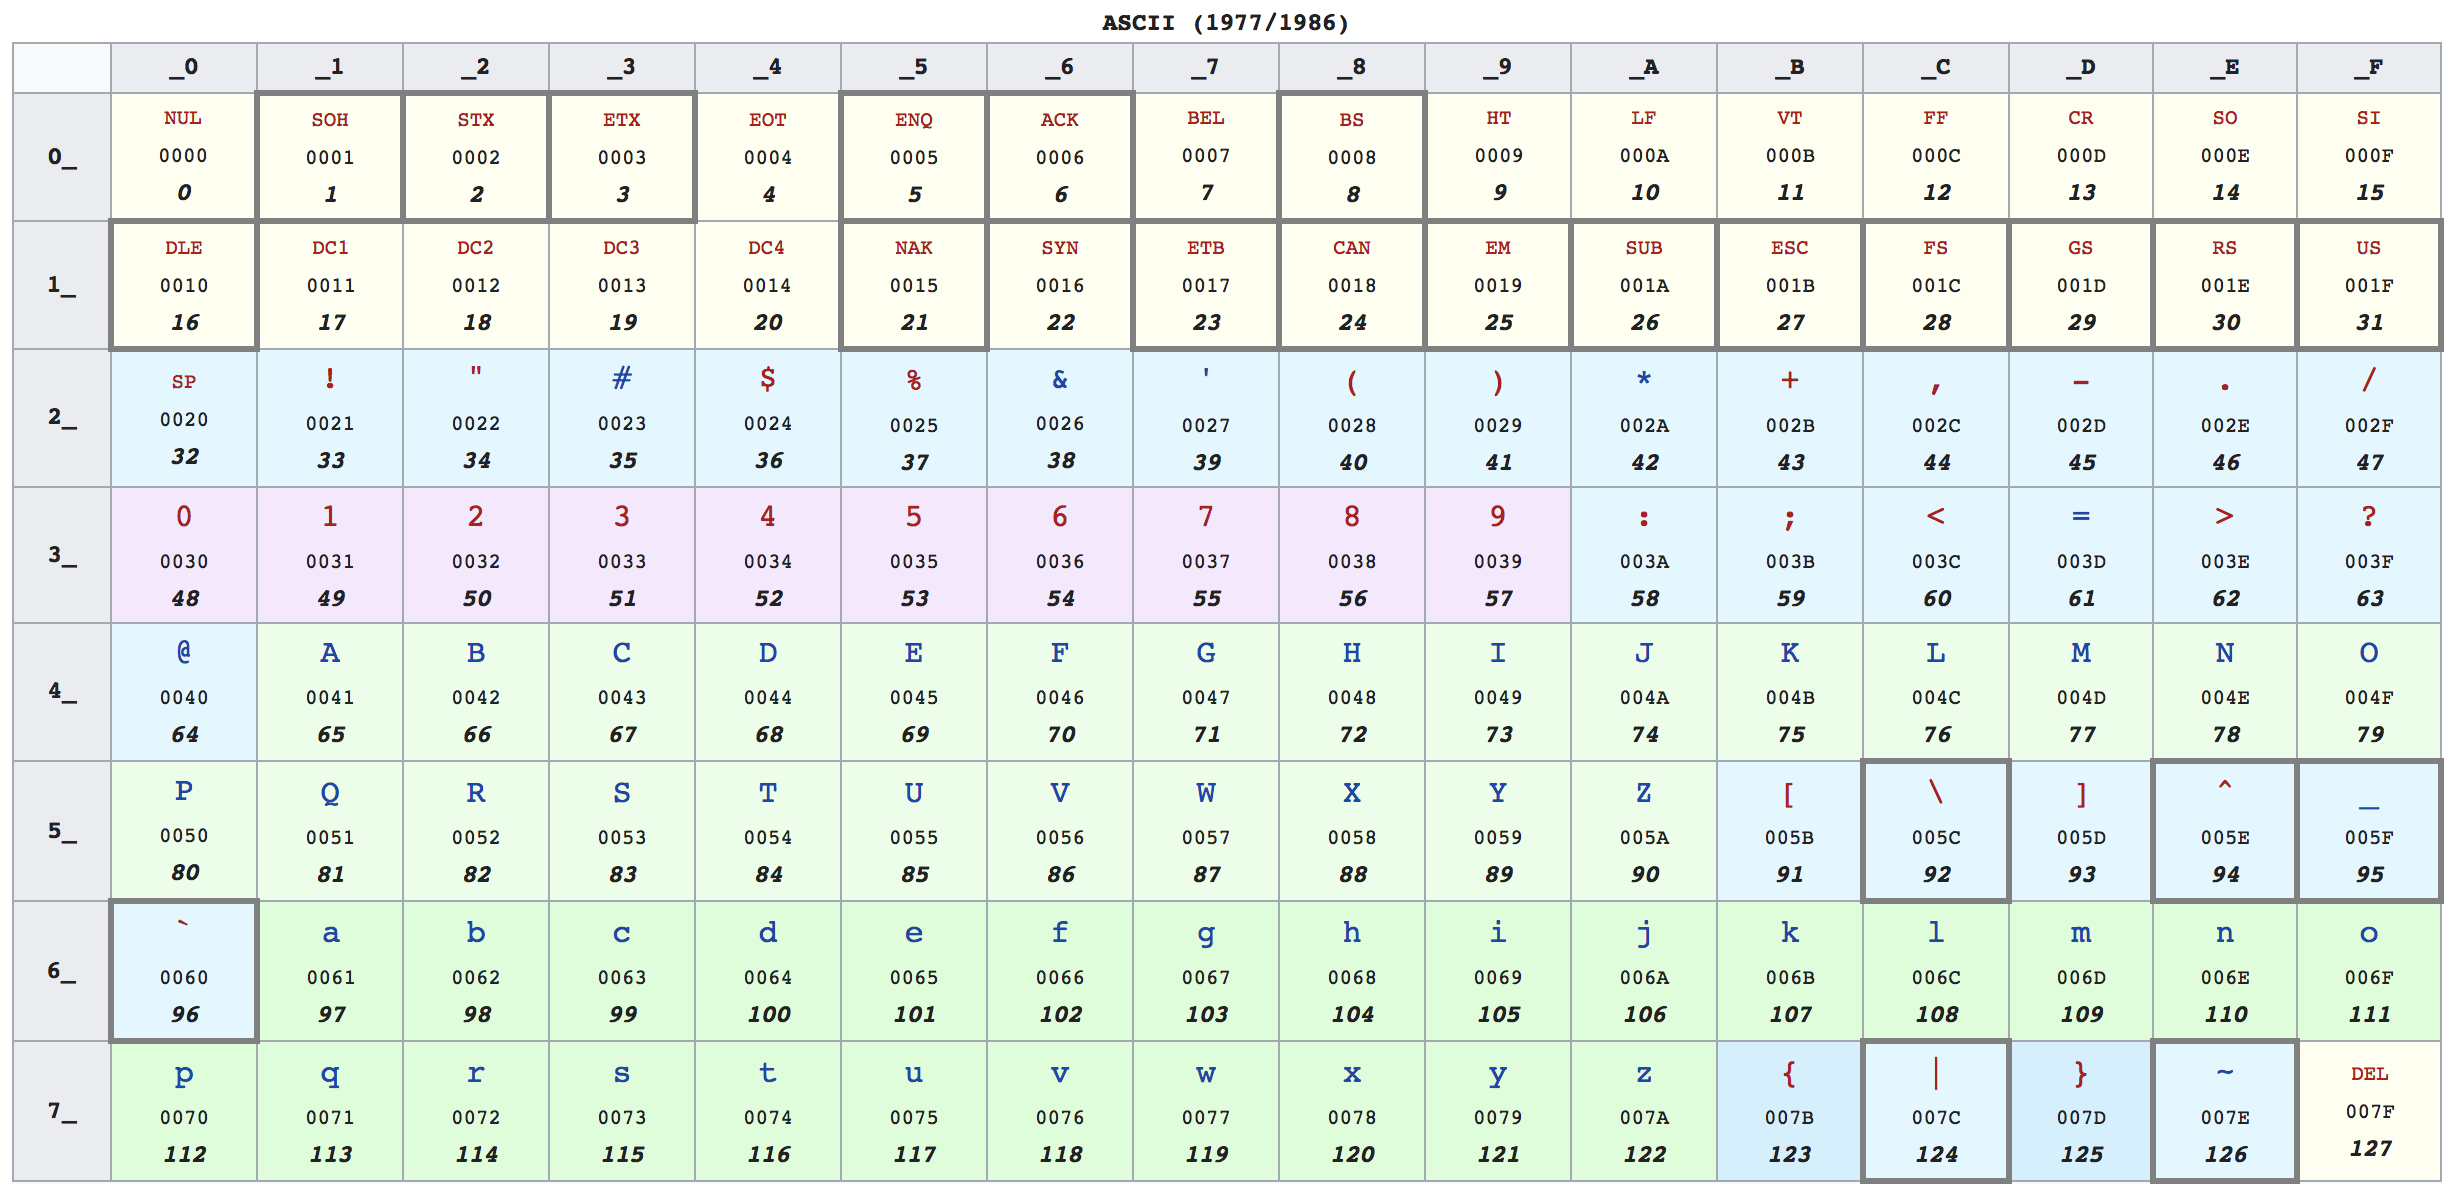 ASCII (1977/1986)
_0 _1 _2 _3 _4 _5 _6 _7 _8 _9 _A _B _C _D _E _F
0_ NUL SOH STX ETX EOT ENQ ACK BEL BS HT LF VT FF CR SO SI
0000 0001 0002 0003 0004 0005 0006 0007 0008 0009 000A 000B 000C 000D 000E 000F
0 1 2 3 4 5 6 7 8 9 10 11 12 13 14 15
1_ DLE DC1 DC2 DC3 DC4 NAK SYN ETB CAN EM SUB ESC FS GS RS US
0010 0011 0012 0013 0014 0015 0016 0017 0018 0019 001A 001B 001C 001D 001E 001F
16 17 18 19 20 21 22 23 24 25 26 27 28 29 30 31
2_ SP ! " # $ % & ' ( ) * + , - . /
0020 0021 0022 0023 0024 0025 0026 0027 0028 0029 002A 002B 002C 002D 002E 002F
32 33 34 35 36 37 38 39 40 41 42 43 44 45 46 47
3_ 0 1 2 3 4 5 6 7 8 9 : ; < = > ?
0030 0031 0032 0033 0034 0035 0036 0037 0038 0039 003A 003B 003C 003D 003E 003F
48 49 50 51 52 53 54 55 56 57 58 59 60 61 62 63
4_ @ A B C D E F G H I J K L M N O
0040 0041 0042 0043 0044 0045 0046 0047 0048 0049 004A 004B 004C 004D 004E 004F
64 65 66 67 68 69 70 71 72 73 74 75 76 77 78 79
5_ P Q R S T U V W X Y Z [ \ ] ^ _
0050 0051 0052 0053 0054 0055 0056 0057 0058 0059 005A 005B 005C 005D 005E 005F
80 81 82 83 84 85 86 87 88 89 90 91 92 93 94 95
6_ ` a b c d e f g h i j k l m n o
0060 0061 0062 0063 0064 0065 0066 0067 0068 0069 006A 006B 006C 006D 006E 006F
96 97 98 99 100 101 102 103 104 105 106 107 108 109 110 111
7_ p q r s t u v w x y z { | } ~ DEL
0070 0071 0072 0073 0074 0075 0076 0077 0078 0079 007A 007B 007C 007D 007E 007F
112 113 114 115 116 117 118 119 120 121 122 123 124 125 126 127